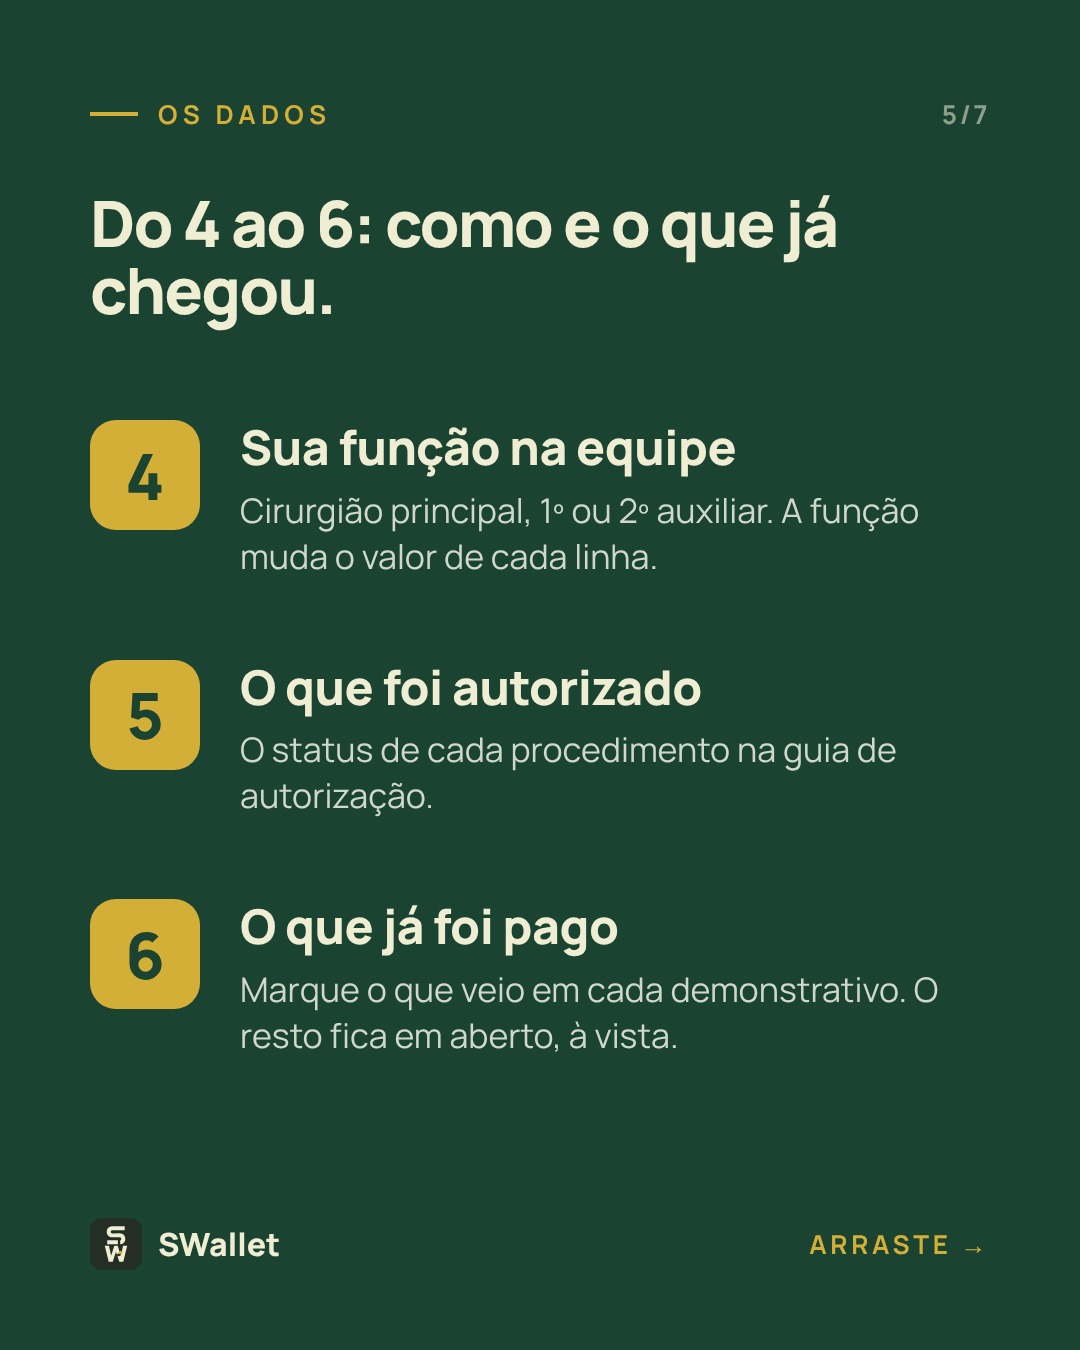 OS DADOS
5/7
Do 4 ao 6: como e o que já
chegou.
4
Sua função na equipe
Cirurgião principal, 1º ou 2º auxiliar. A função
muda o valor de cada linha.
5
O que foi autorizado
O status de cada procedimento na guia de
autorização.
6
O que já foi pago
Marque o que veio em cada demonstrativo. O
resto fica em aberto, à vista.
SW
SWallet
ARRASTE →